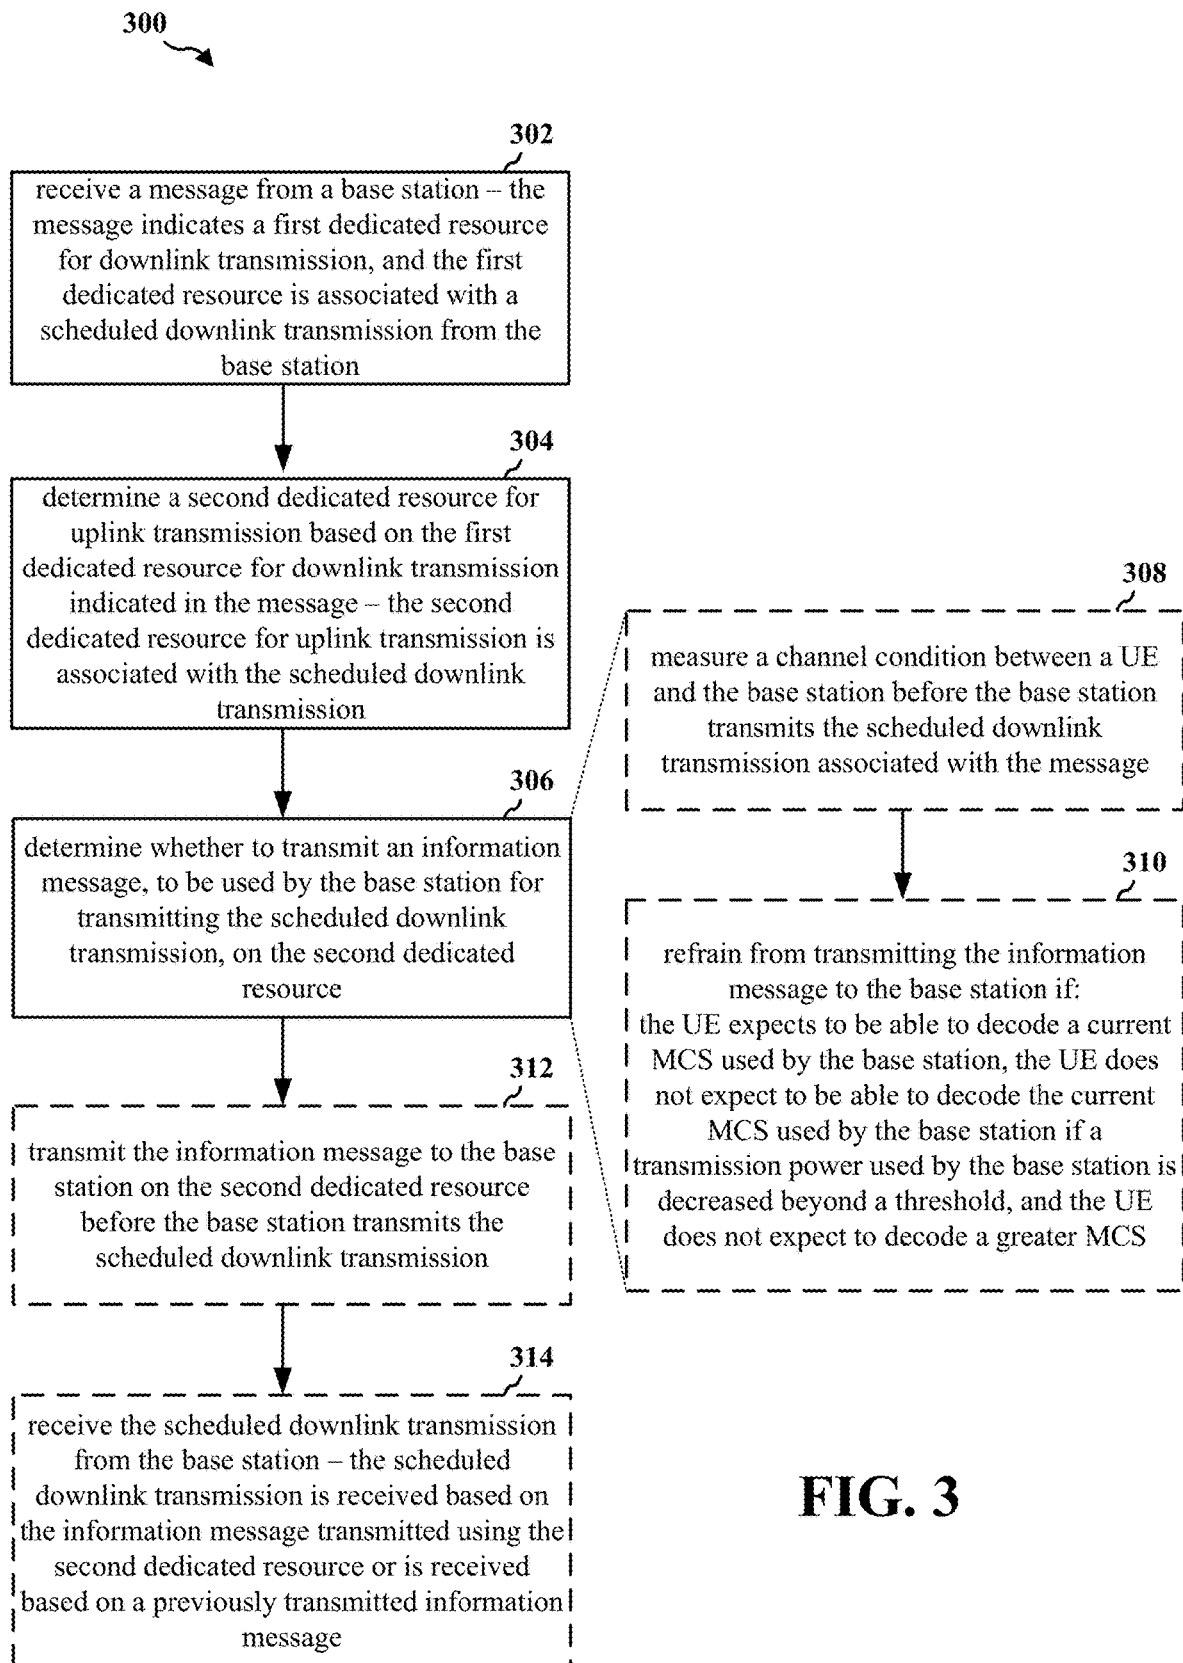 300
302
receive a message from a base station – the
message indicates a first dedicated resource
for downlink transmission, and the first
dedicated resource is associated with a
scheduled downlink transmission from the
base station
304
determine a second dedicated resource for
uplink transmission based on the first
dedicated resource for downlink transmission
indicated in the message – the second
dedicated resource for uplink transmission is
associated with the scheduled downlink
transmission
306
determine whether to transmit an information
message, to be used by the base station for
transmitting the scheduled downlink
transmission, on the second dedicated
resource
308
measure a channel condition between a UE
and the base station before the base station
transmits the scheduled downlink
transmission associated with the message
310
refrain from transmitting the information
message to the base station if:
the UE expects to be able to decode a current
MCS used by the base station, the UE does
not expect to be able to decode the current
MCS used by the base station if a
transmission power used by the base station is
decreased beyond a threshold, and the UE
does not expect to decode a greater MCS
312
transmit the information message to the base
station on the second dedicated resource
before the base station transmits the
scheduled downlink transmission
314
receive the scheduled downlink transmission
from the base station – the scheduled
downlink transmission is received based on
the information message transmitted using the
second dedicated resource or is received
based on a previously transmitted information
message
FIG. 3